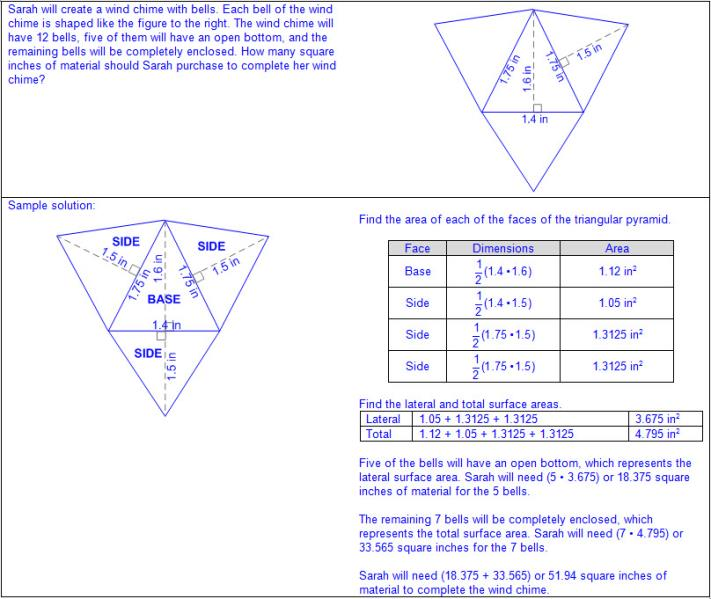 Sarah will create a wind chime with bells. Each bell of the wind
chime is shaped like the figure to the right. The wind chime will
have 12 bells, five of them will have an open bottom, and the
remaining bells will be completely enclosed. How many square
inches of material should Sarah purchase to complete her wind
chime?
1.75 in
1.6 in
1.75 in
1.5 in
1.4 in
Sample solution:
SIDE
SIDE
1.5 in
1.75 in
1.6 in
1.75 in
1.5 in
BASE
1.4 in
SIDE
1.5 in
Find the area of each of the faces of the triangular pyramid.
Face Dimensions Area
Base 1/2(1.4 • 1.6) 1.12 in²
Side 1/2(1.4 • 1.5) 1.05 in²
Side 1/2(1.75 • 1.5) 1.3125 in²
Side 1/2(1.75 • 1.5) 1.3125 in²
Find the lateral and total surface areas.
Lateral 1.05 + 1.3125 + 1.3125 3.675 in²
Total 1.12 + 1.05 + 1.3125 + 1.3125 4.795 in²
Five of the bells will have an open bottom, which represents the
lateral surface area. Sarah will need (5 • 3.675) or 18.375 square
inches of material for the 5 bells.
The remaining 7 bells will be completely enclosed, which
represents the total surface area. Sarah will need (7 • 4.795) or
33.565 square inches for the 7 bells.
Sarah will need (18.375 + 33.565) or 51.94 square inches of
material to complete the wind chime.